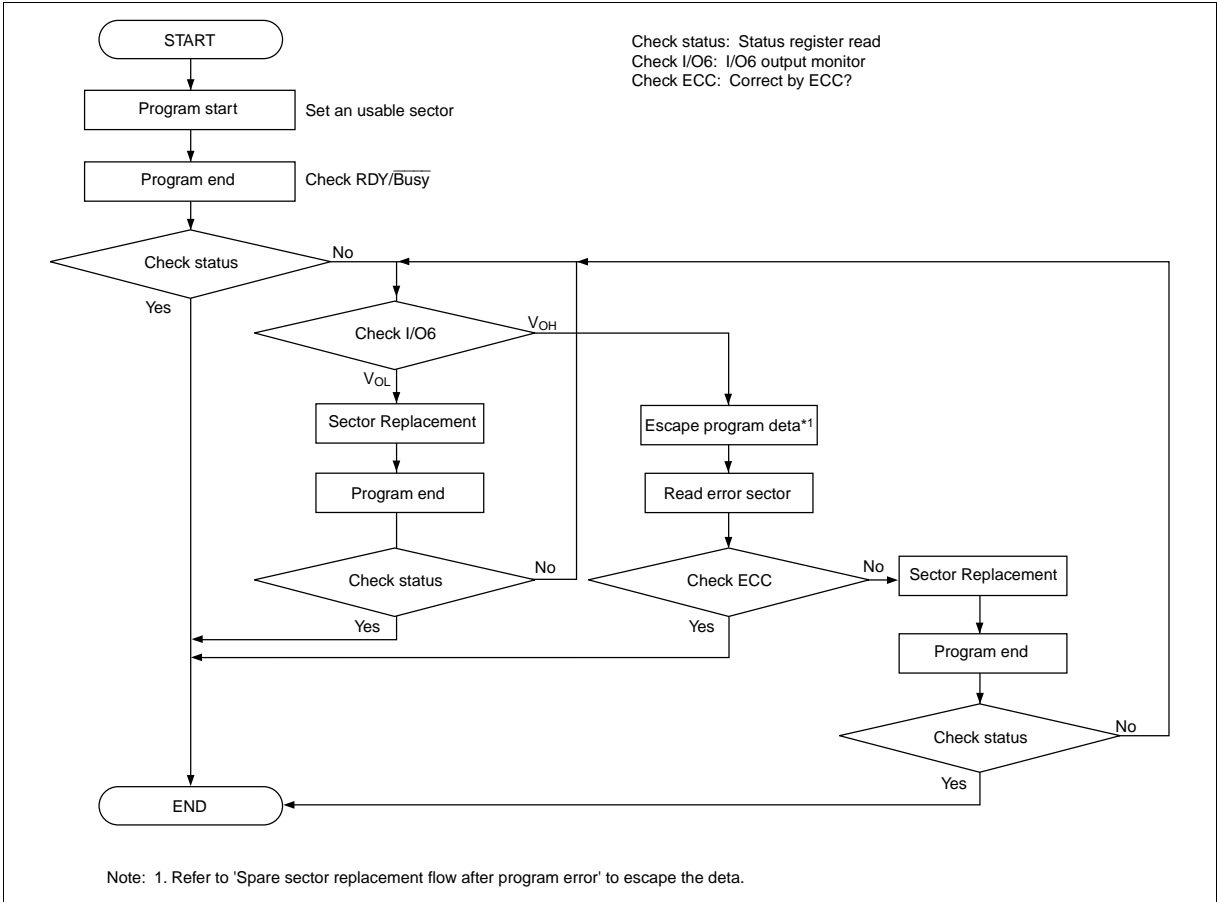 START
Check status: Status register read
Check I/O6: I/O6 output monitor
Check ECC: Correct by ECC?
Program start
Set an usable sector
Program end
Check RDY/Busy
Check status
No
Yes
Check I/O6
VOH
VOL
Sector Replacement
Escape program deta*1
Program end
Read error sector
Check status
No
Yes
Check ECC
No
Yes
Sector Replacement
Program end
Check status
No
Yes
END
Note: 1. Refer to 'Spare sector replacement flow after program error' to escape the deta.